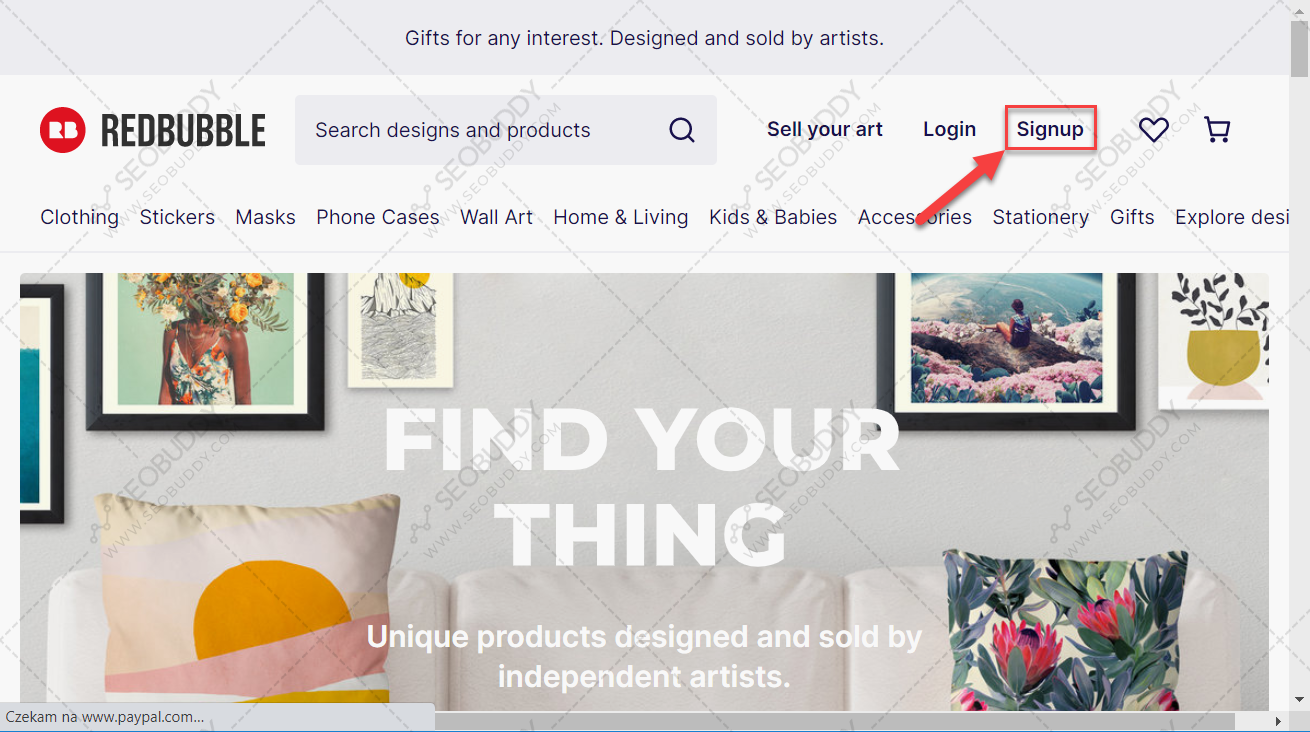 Gifts for any interest. Designed and sold by artists.
RB REDBUBBLE
Search designs and products
Sell your art
Login
Signup
Clothing Stickers Masks Phone Cases Wall Art Home & Living Kids & Babies Accessories Stationery Gifts Explore desi
FIND YOUR
THING
Unique products designed and sold by
independent artists.
Czekam na www.paypal.com...
SEOBUDDY
WWW.SEOBUDDY.COM